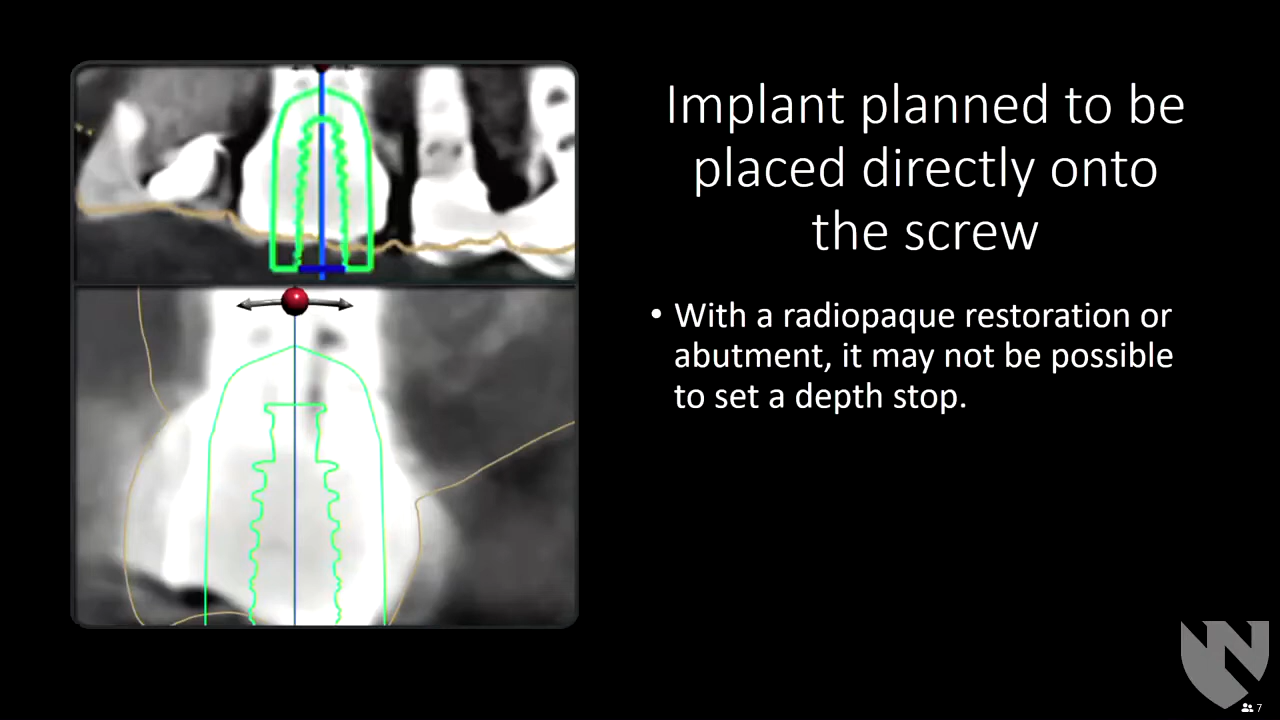 Implant planned to be
placed directly onto
the screw
• With a radiopaque restoration or
abutment, it may not be possible
to set a depth stop.
N
7